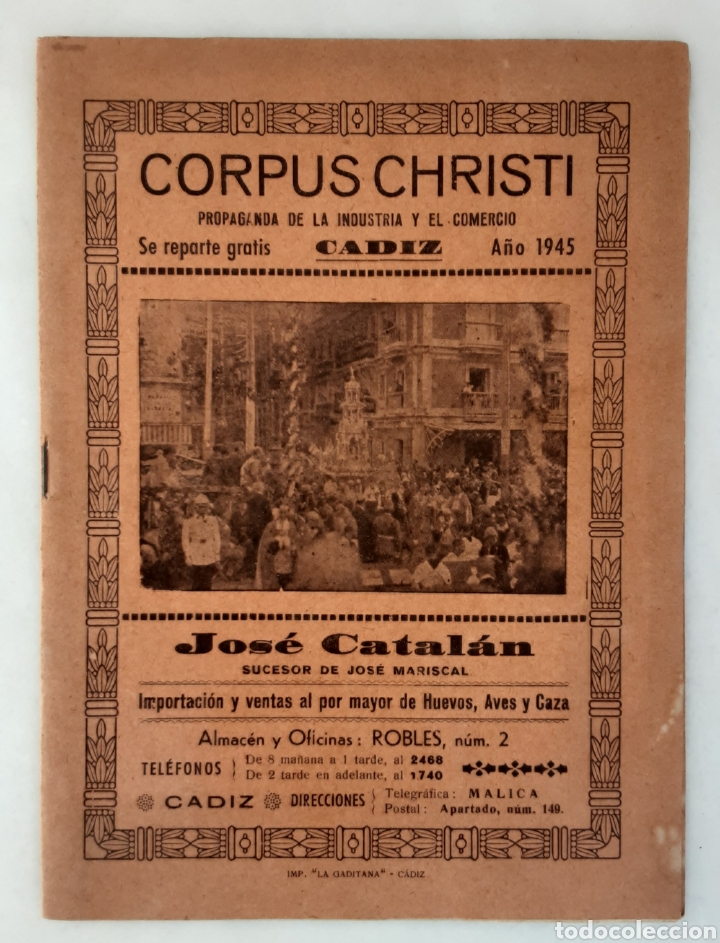 CORPUS CHRISTI
PROPAGANDA DE LA INDUSTRIA Y EL COMERCIO
Se reparte gratis CADIZ Año 1945
José Catalán
SUCESOR DE JOSÉ MARISCAL
Importación y ventas al por mayor de Huevos, Aves y Caza
Almacén y Oficinas: ROBLES, núm. 2
TELÉFONOS { De 8 mañana a 1 tarde, al 2468
De 2 tarde en adelante, al 1740
CADIZ DIRECCIONES { Telegráfica: MALICA
Postal: Apartado, núm. 149.
IMP. "LA GADITANA" - CÁDIZ
todocoleccion